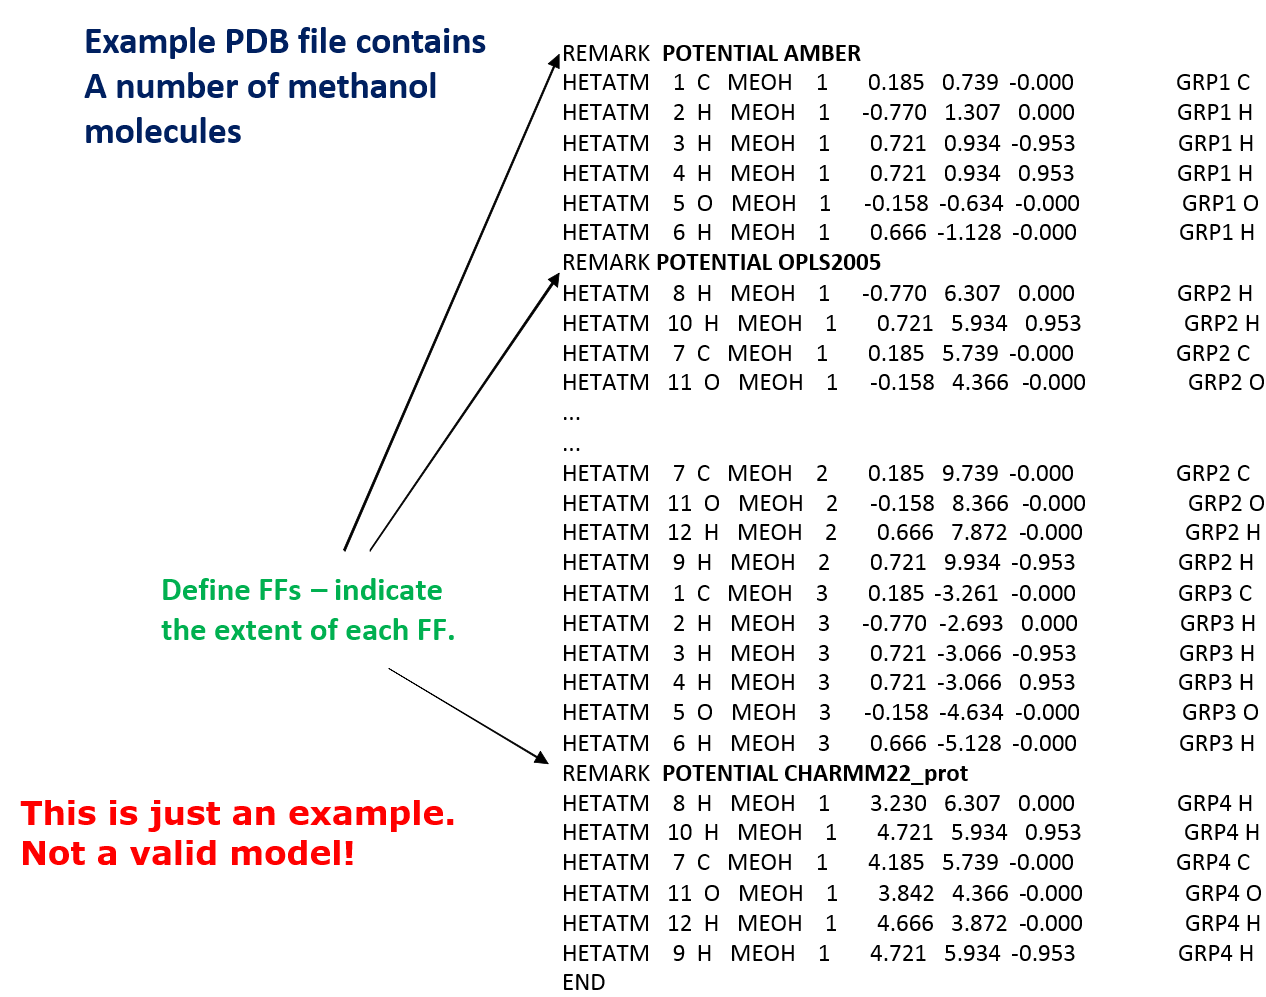 Example PDB file contains
A number of methanol
molecules
REMARK POTENTIAL AMBER
HETATM 1 C MEOH 1 0.185 0.739 -0.000 GRP1 C
HETATM 2 H MEOH 1 -0.770 1.307 0.000 GRP1 H
HETATM 3 H MEOH 1 0.721 0.934 -0.953 GRP1 H
HETATM 4 H MEOH 1 0.721 0.934 0.953 GRP1 H
HETATM 5 O MEOH 1 -0.158 -0.634 -0.000 GRP1 O
HETATM 6 H MEOH 1 0.666 -1.128 -0.000 GRP1 H
REMARK POTENTIAL OPLS2005
HETATM 8 H MEOH 1 -0.770 6.307 0.000 GRP2 H
HETATM 10 H MEOH 1 0.721 5.934 0.953 GRP2 H
HETATM 7 C MEOH 1 0.185 5.739 -0.000 GRP2 C
HETATM 11 O MEOH 1 -0.158 4.366 -0.000 GRP2 O
...
...
HETATM 7 C MEOH 2 0.185 9.739 -0.000 GRP2 C
HETATM 11 O MEOH 2 -0.158 8.366 -0.000 GRP2 O
HETATM 12 H MEOH 2 0.666 7.872 -0.000 GRP2 H
HETATM 9 H MEOH 2 0.721 9.934 -0.953 GRP2 H
HETATM 1 C MEOH 3 0.185 -3.261 -0.000 GRP3 C
HETATM 2 H MEOH 3 -0.770 -2.693 0.000 GRP3 H
HETATM 3 H MEOH 3 0.721 -3.066 -0.953 GRP3 H
HETATM 4 H MEOH 3 0.721 -3.066 0.953 GRP3 H
HETATM 5 O MEOH 3 -0.158 -4.634 -0.000 GRP3 O
HETATM 6 H MEOH 3 0.666 -5.128 -0.000 GRP3 H
REMARK POTENTIAL CHARMM22_prot
HETATM 8 H MEOH 1 3.230 6.307 0.000 GRP4 H
HETATM 10 H MEOH 1 4.721 5.934 0.953 GRP4 H
HETATM 7 C MEOH 1 4.185 5.739 -0.000 GRP4 C
HETATM 11 O MEOH 1 3.842 4.366 -0.000 GRP4 O
HETATM 12 H MEOH 1 4.666 3.872 -0.000 GRP4 H
HETATM 9 H MEOH 1 4.721 5.934 -0.953 GRP4 H
END
Define FFs – indicate
the extent of each FF.
This is just an example.
Not a valid model!